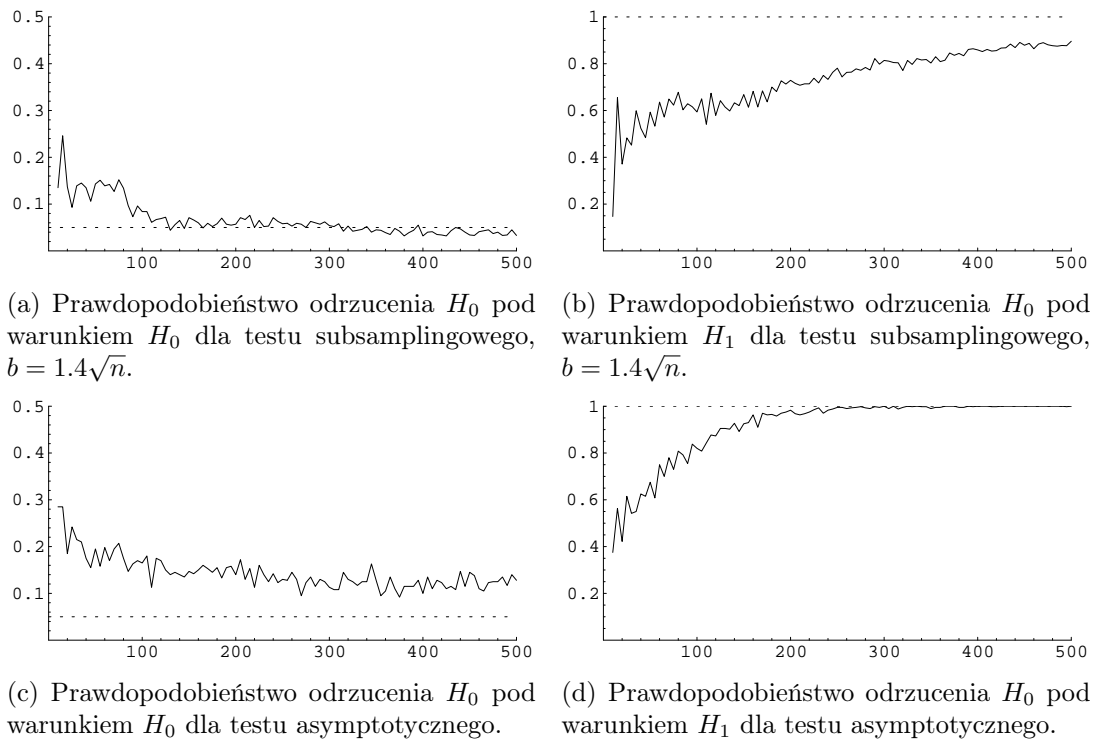 0.5
0.4
0.3
0.2
0.1
100 200 300 400 500
1
0.8
0.6
0.4
0.2
100 200 300 400 500
(a) Prawdopodobieństwo odrzucenia H₀ pod
warunkiem H₀ dla testu subsamplingowego,
b = 1.4√n.
(b) Prawdopodobieństwo odrzucenia H₀ pod
warunkiem H₁ dla testu subsamplingowego,
b = 1.4√n.
0.5
0.4
0.3
0.2
0.1
100 200 300 400 500
1
0.8
0.6
0.4
0.2
100 200 300 400 500
(c) Prawdopodobieństwo odrzucenia H₀ pod
warunkiem H₀ dla testu asymptotycznego.
(d) Prawdopodobieństwo odrzucenia H₀ pod
warunkiem H₁ dla testu asymptotycznego.